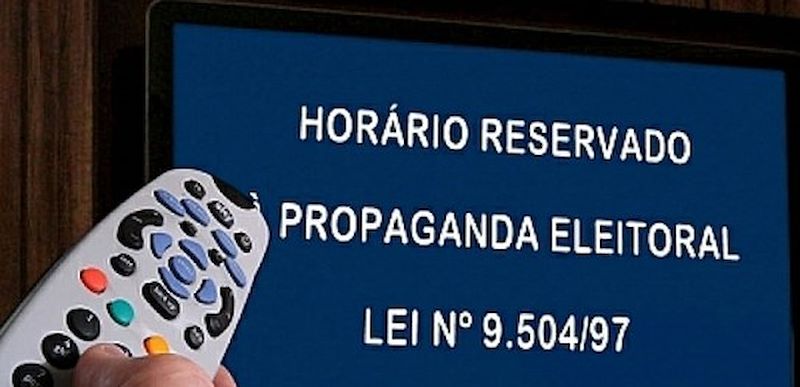 HORÁRIO RESERVADO
À PROPAGANDA ELEITORAL
LEI Nº 9.504/97